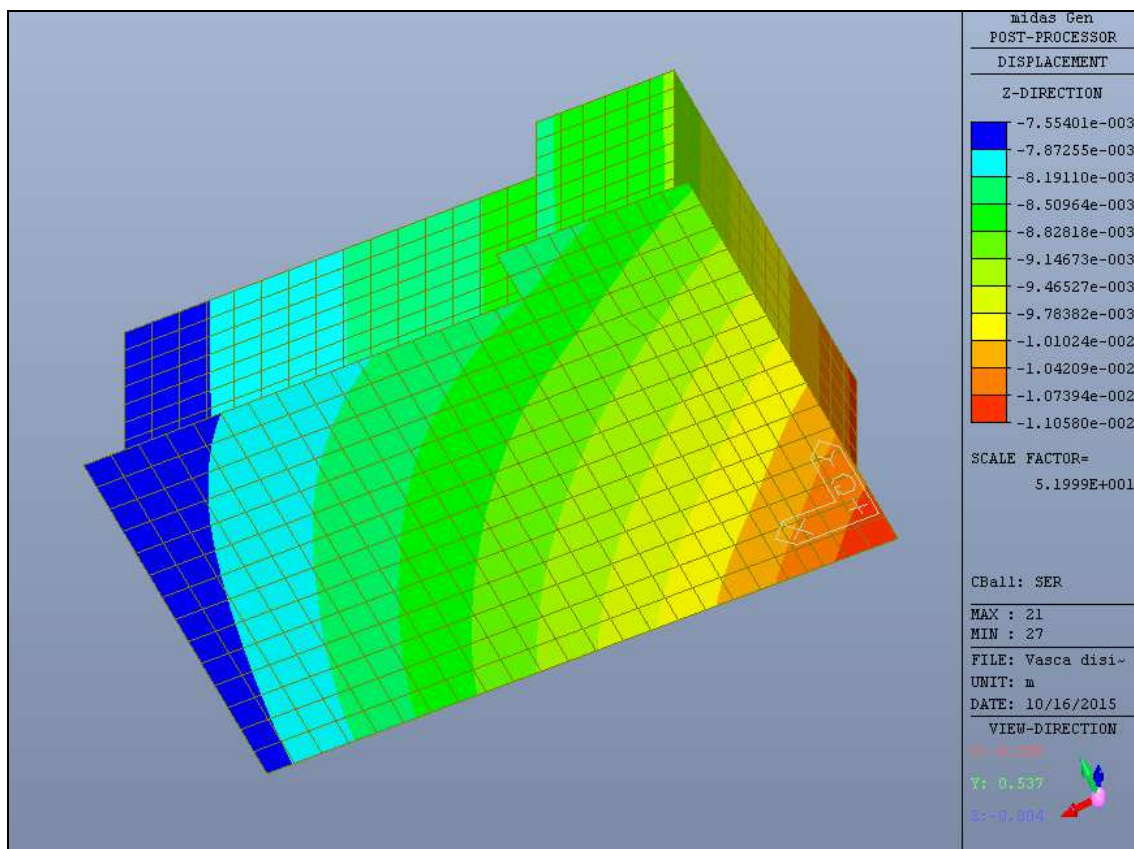 midas Gen
POST-PROCESSOR
DISPLACEMENT
Z-DIRECTION
-7.55401e-003
-7.87255e-003
-8.19110e-003
-8.50964e-003
-8.82818e-003
-9.14673e-003
-9.46527e-003
-9.78382e-003
-1.01024e-002
-1.04209e-002
-1.07394e-002
-1.10580e-002
SCALE FACTOR=
5.1999E+001
CBall: SER
MAX : 21
MIN : 27
FILE: Vasca disi~
UNIT: m
DATE: 10/16/2015
VIEW-DIRECTION
Y: 0.537
Z:-0.804
X
Y